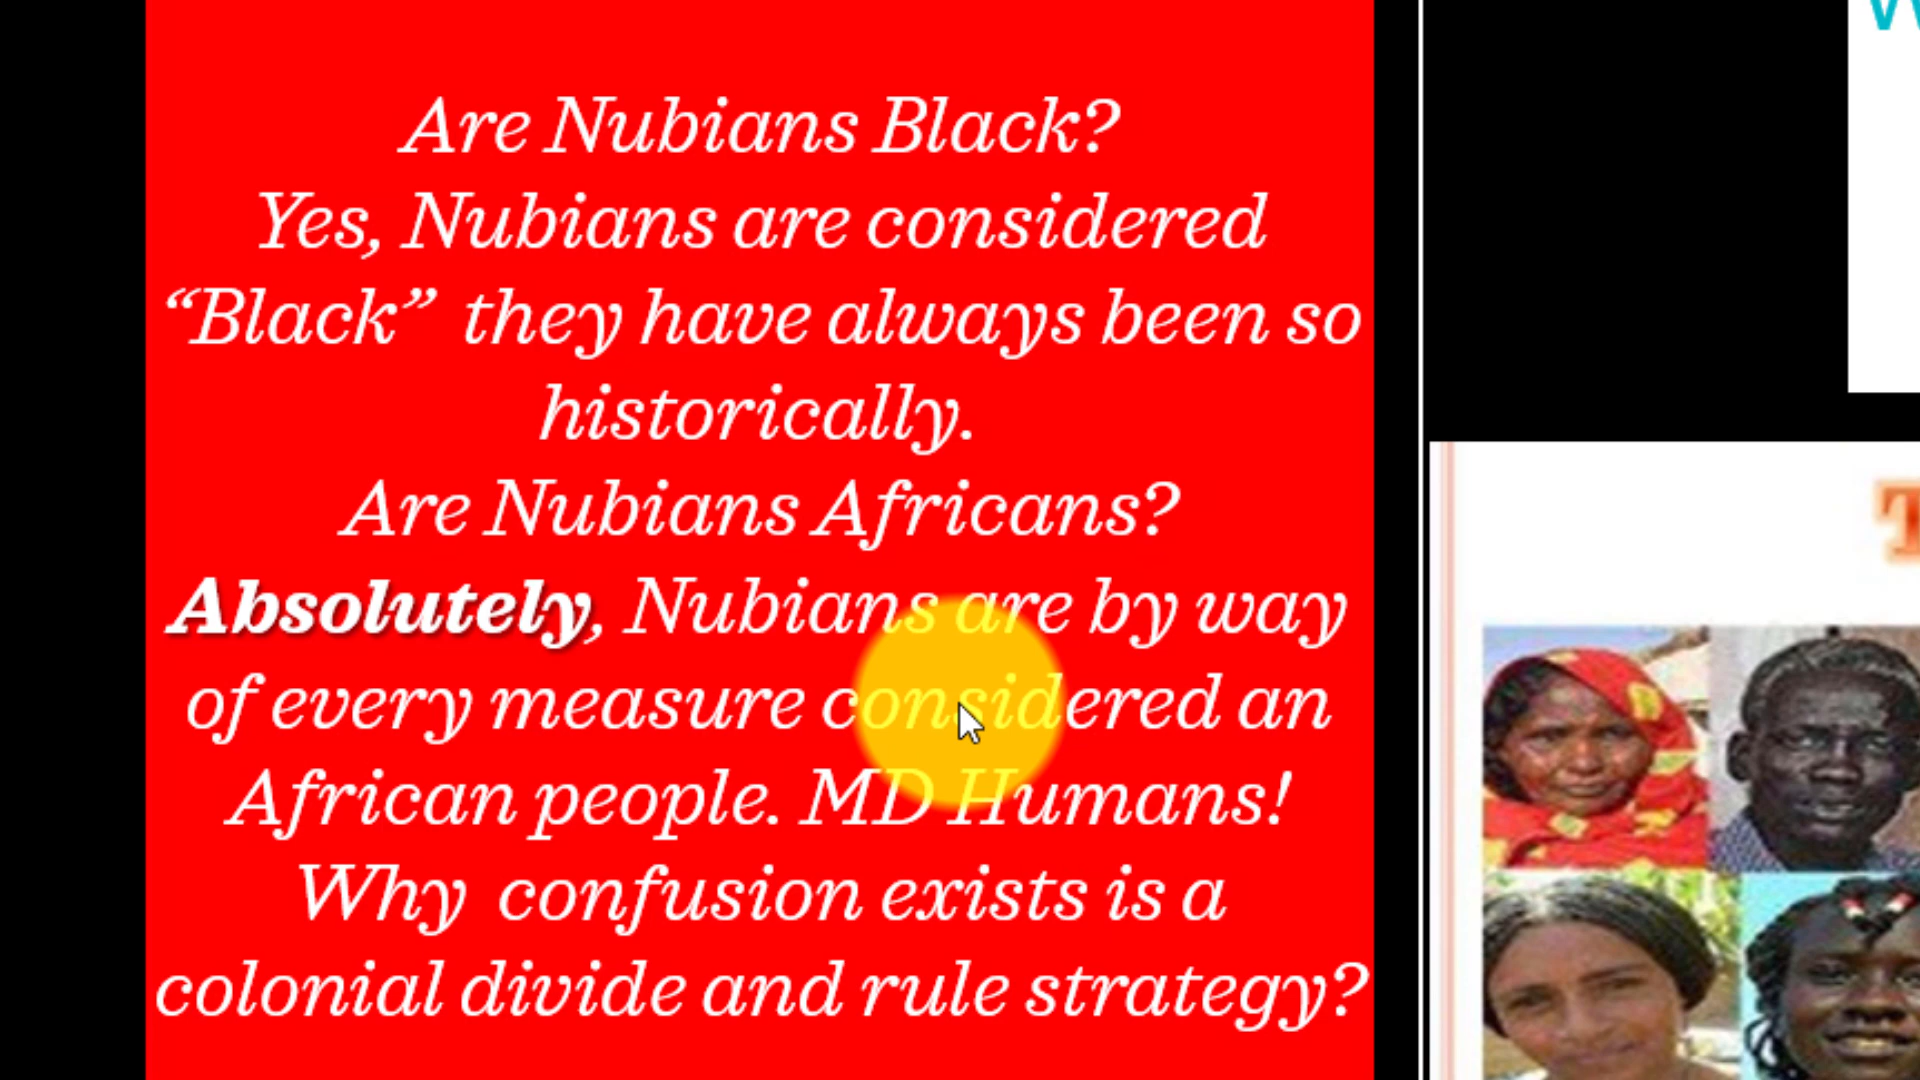 Are Nubians Black?
Yes, Nubians are considered
“Black” they have always been so
historically.
Are Nubians Africans?
Absolutely, Nubians are by way
of every measure considered an
African people. MD Humans!
Why confusion exists is a
colonial divide and rule strategy?